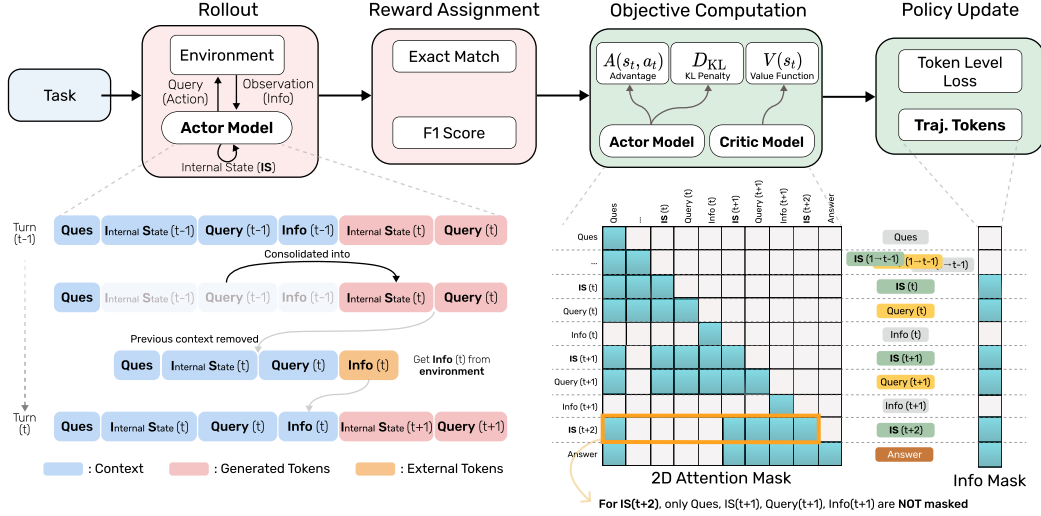 Rollout
Reward Assignment
Objective Computation
Policy Update
Task
Environment
Query
(Action)
Observation
(Info)
Actor Model
Internal State (IS)
Exact Match
F1 Score
A(s_t, a_t)
Advantage
D_KL
KL Penalty
V(s_t)
Value Function
Actor Model
Critic Model
Token Level
Loss
Traj. Tokens
Turn
(t-1)
Ques Internal State (t-1) Query (t-1) Info (t-1) Internal State (t) Query (t)
Consolidated into
Ques Internal State (t-1) Query (t-1) Info (t-1) Internal State (t) Query (t)
Previous context removed
Ques Internal State (t) Query (t) Info (t)
Get Info (t) from
environment
Turn
(t)
Ques Internal State (t) Query (t) Info (t) Internal State (t+1) Query (t+1)
: Context : Generated Tokens : External Tokens
Ques ... IS (t) Query (t) Info (t) IS (t+1) Query (t+1) Info (t+1) IS (t+2) Answer
Ques
...
IS (t)
Query (t)
Info (t)
IS (t+1)
Query (t+1)
Info (t+1)
IS (t+2)
Answer
2D Attention Mask
Ques
IS (1→t-1) (1→t-1) →t-1)
IS (t)
Query (t)
Info (t)
IS (t+1)
Query (t+1)
Info (t+1)
IS (t+2)
Answer
Info Mask
For IS(t+2), only Ques, IS(t+1), Query(t+1), Info(t+1) are NOT masked